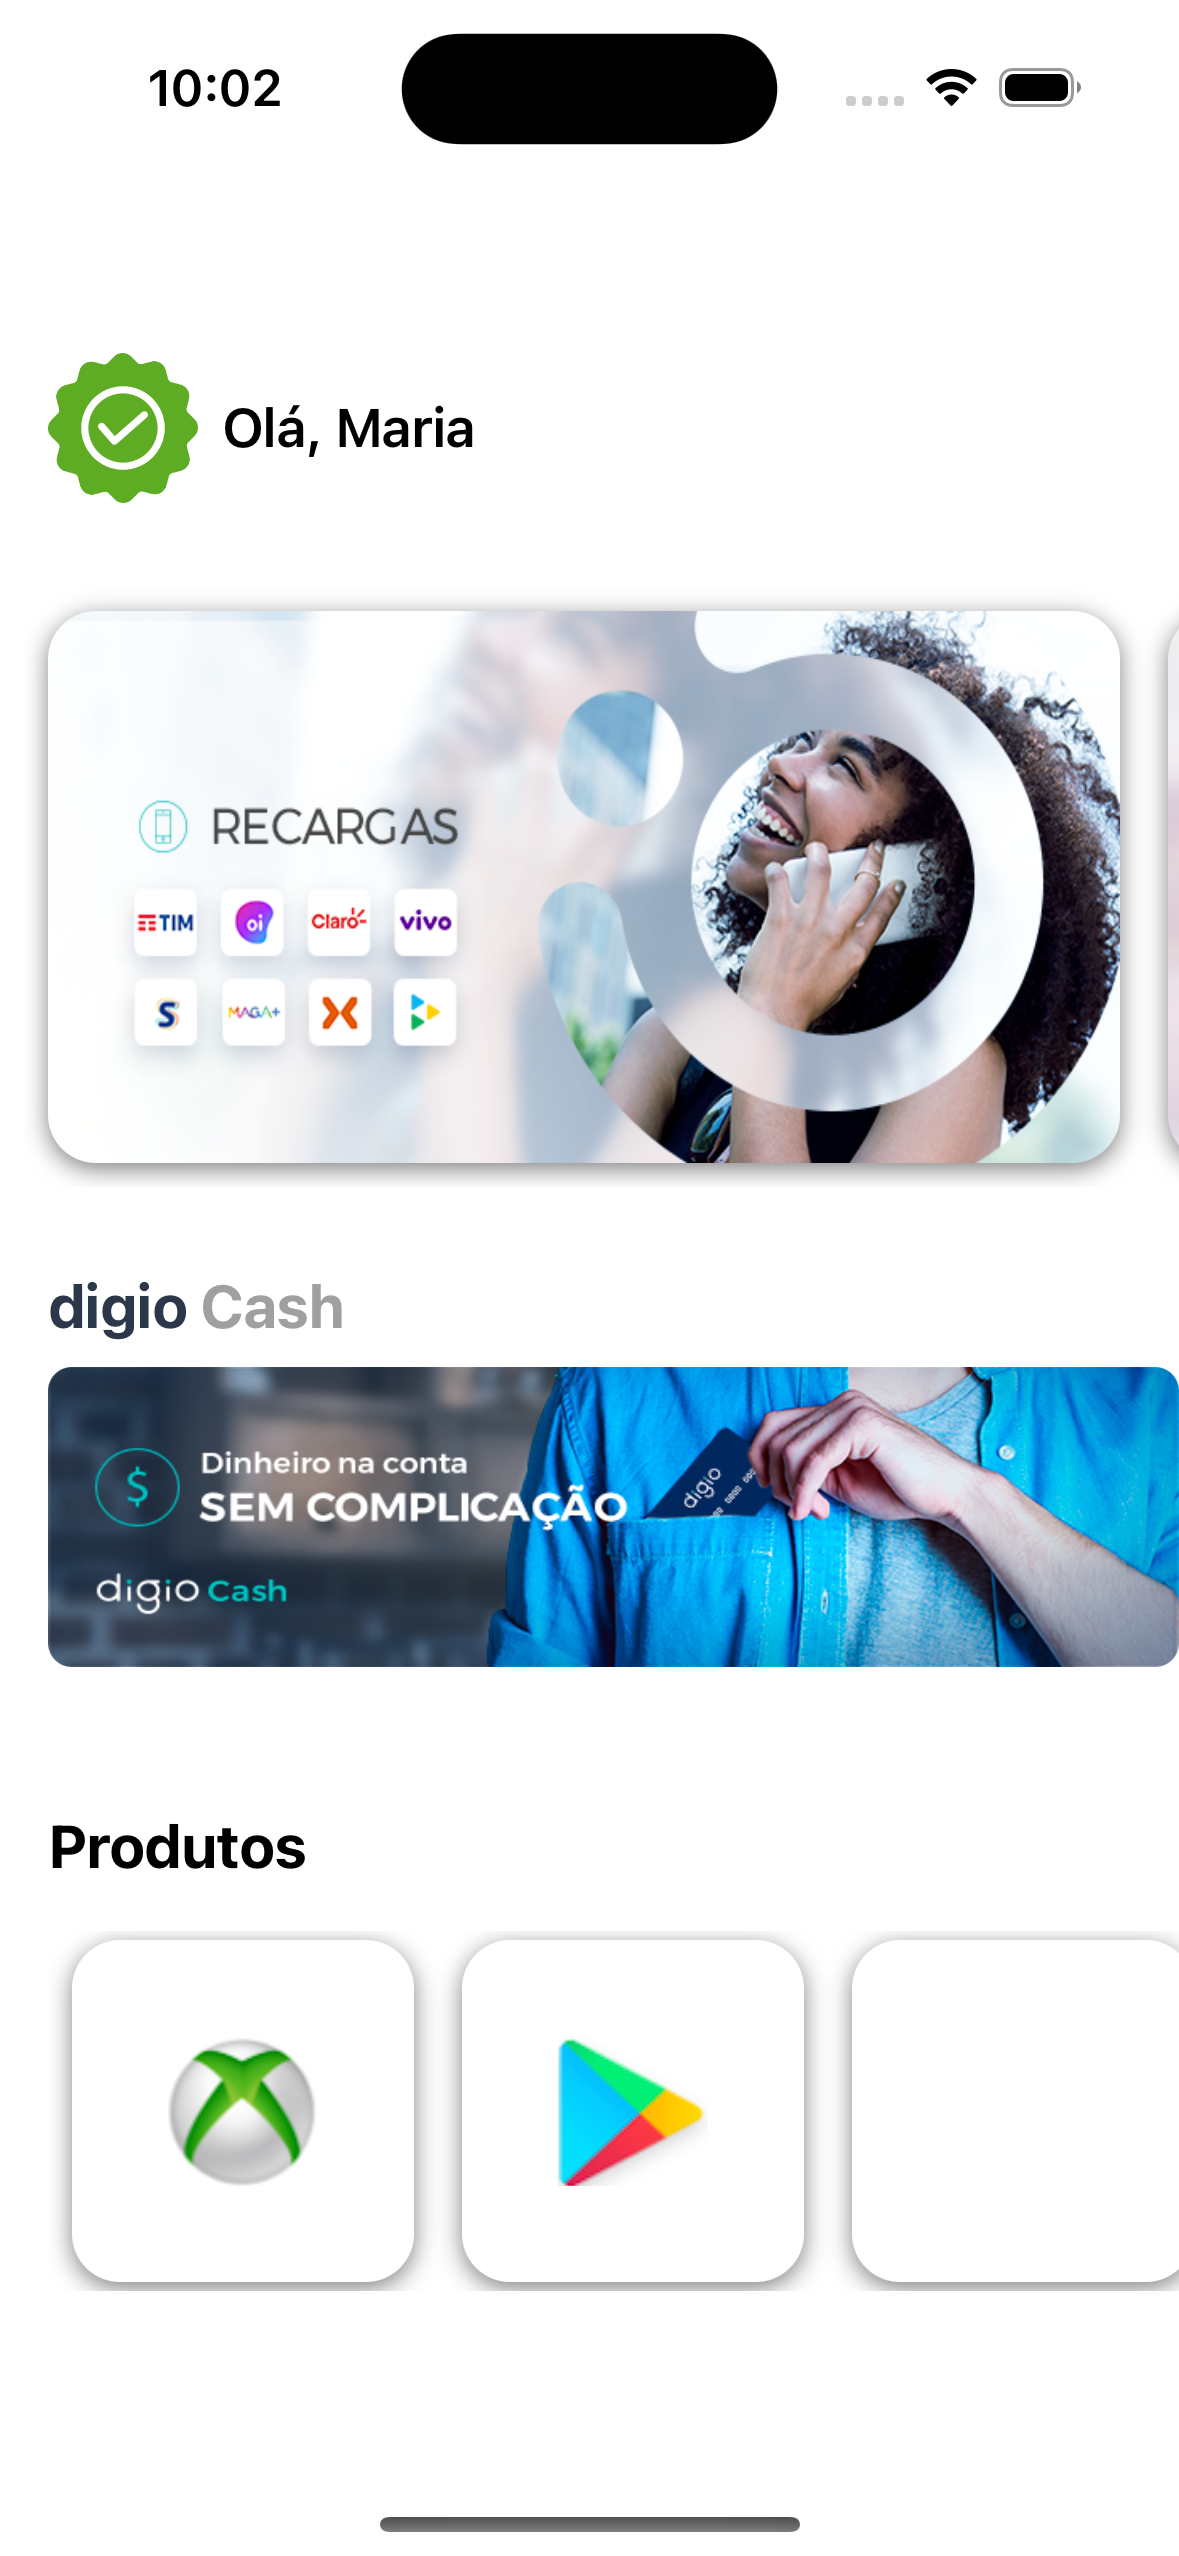 10:02
Olá, Maria
RECARGAS
TIM oi Claro vivo
S MAGA+
digio Cash
Dinheiro na conta
SEM COMPLICAÇÃO
digio
digio Cash
Produtos